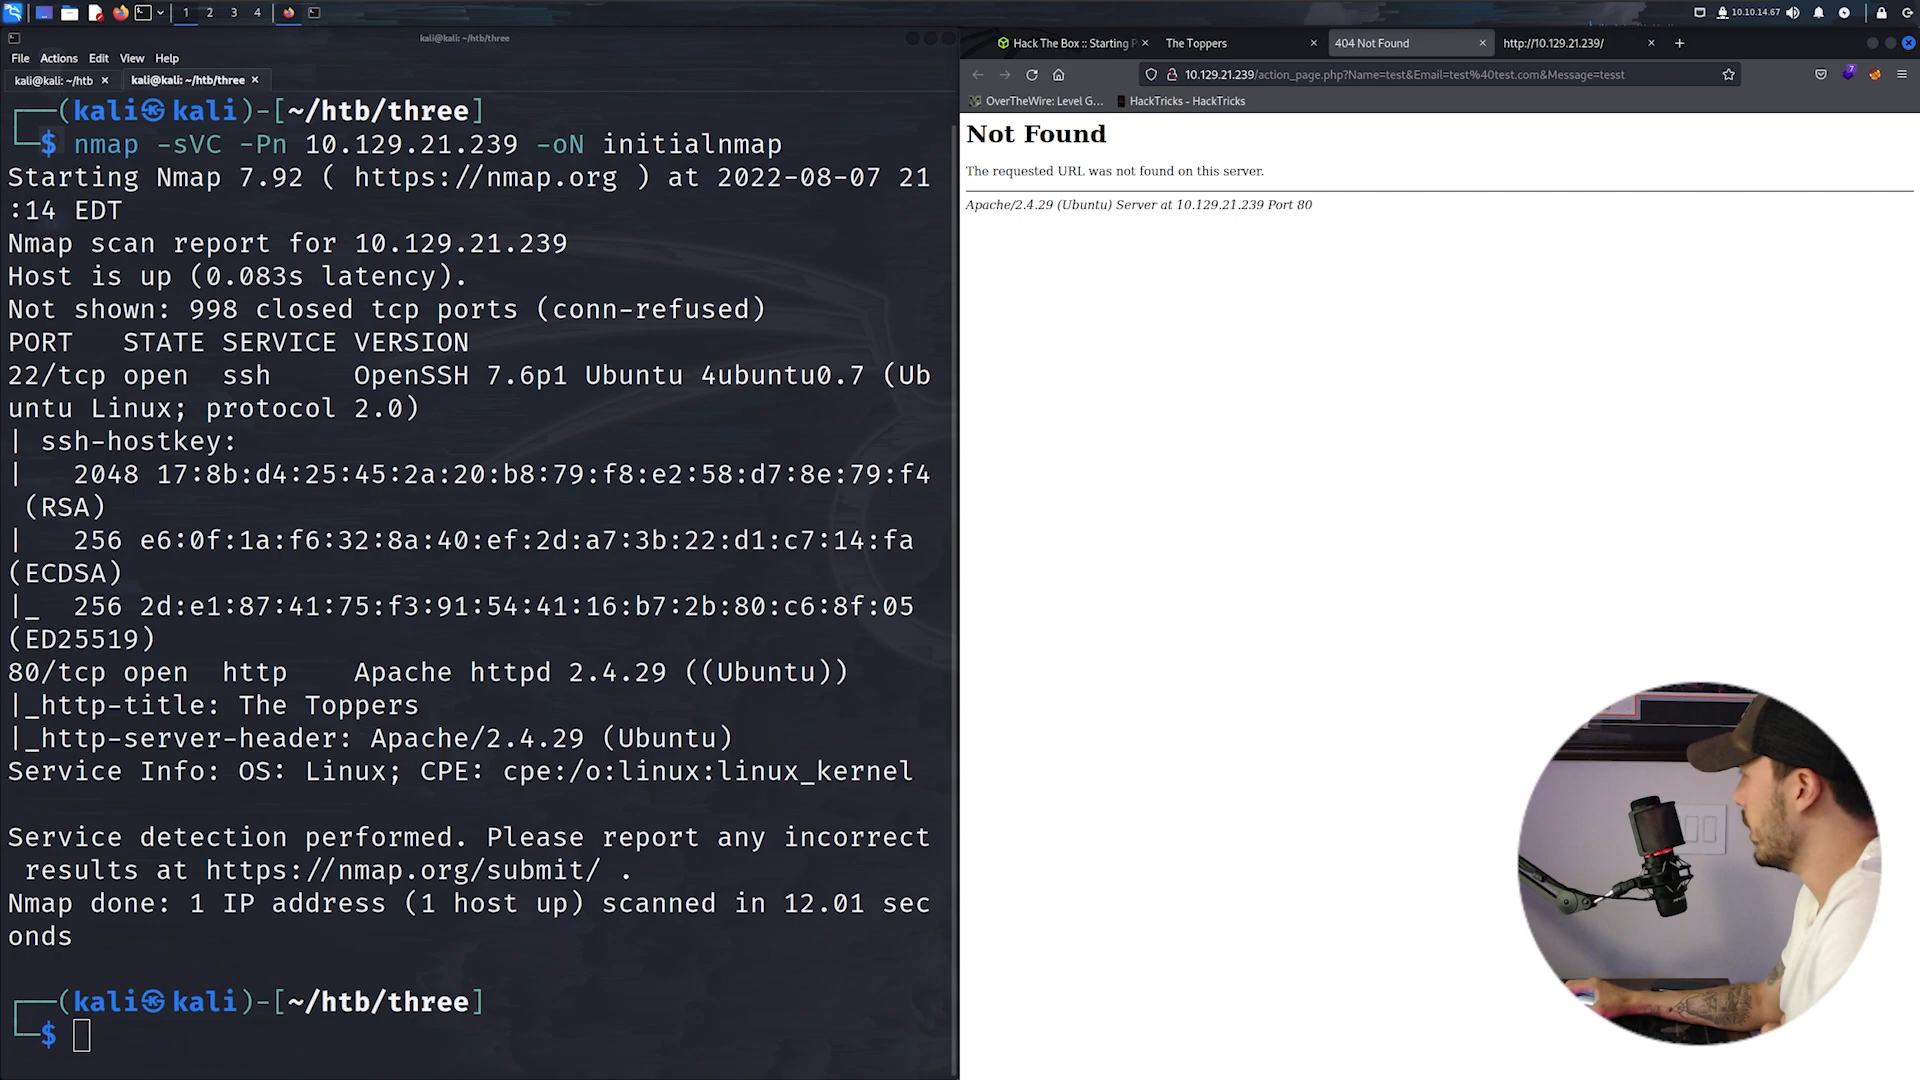 1 2 3 4
10.10.14.67
kali@kali: ~/htb/three
File Actions Edit View Help
kali@kali: ~/htb × kali@kali: ~/htb/three ×
┌──(kali㉿kali)-[~/htb/three]
└─$ nmap -sVC -Pn 10.129.21.239 -oN initialnmap
Starting Nmap 7.92 ( https://nmap.org ) at 2022-08-07 21
:14 EDT
Nmap scan report for 10.129.21.239
Host is up (0.083s latency).
Not shown: 998 closed tcp ports (conn-refused)
PORT   STATE SERVICE VERSION
22/tcp open  ssh     OpenSSH 7.6p1 Ubuntu 4ubuntu0.7 (Ub
untu Linux; protocol 2.0)
| ssh-hostkey:
|   2048 17:8b:d4:25:45:2a:20:b8:79:f8:e2:58:d7:8e:79:f4
 (RSA)
|   256 e6:0f:1a:f6:32:8a:40:ef:2d:a7:3b:22:d1:c7:14:fa
(ECDSA)
|_  256 2d:e1:87:41:75:f3:91:54:41:16:b7:2b:80:c6:8f:05
(ED25519)
80/tcp open  http    Apache httpd 2.4.29 ((Ubuntu))
|_http-title: The Toppers
|_http-server-header: Apache/2.4.29 (Ubuntu)
Service Info: OS: Linux; CPE: cpe:/o:linux:linux_kernel
Service detection performed. Please report any incorrect
 results at https://nmap.org/submit/ .
Nmap done: 1 IP address (1 host up) scanned in 12.01 sec
onds
┌──(kali㉿kali)-[~/htb/three]
└─$
Hack The Box :: Starting P × The Toppers × 404 Not Found × http://10.129.21.239/ × +
10.129.21.239/action_page.php?Name=test&Email=test%40test.com&Message=tesst
7
OverTheWire: Level G... HackTricks - HackTricks
Not Found
The requested URL was not found on this server.
Apache/2.4.29 (Ubuntu) Server at 10.129.21.239 Port 80